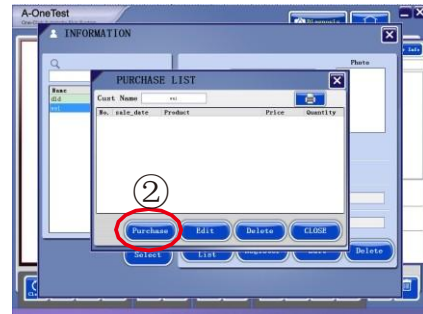 A-OneTest
INFORMATION
Photo
Name
PURCHASE LIST
Cust Name
No. sale_date Product Price Quantity
②
Purchase Edit Delete CLOSE
Select List Delete